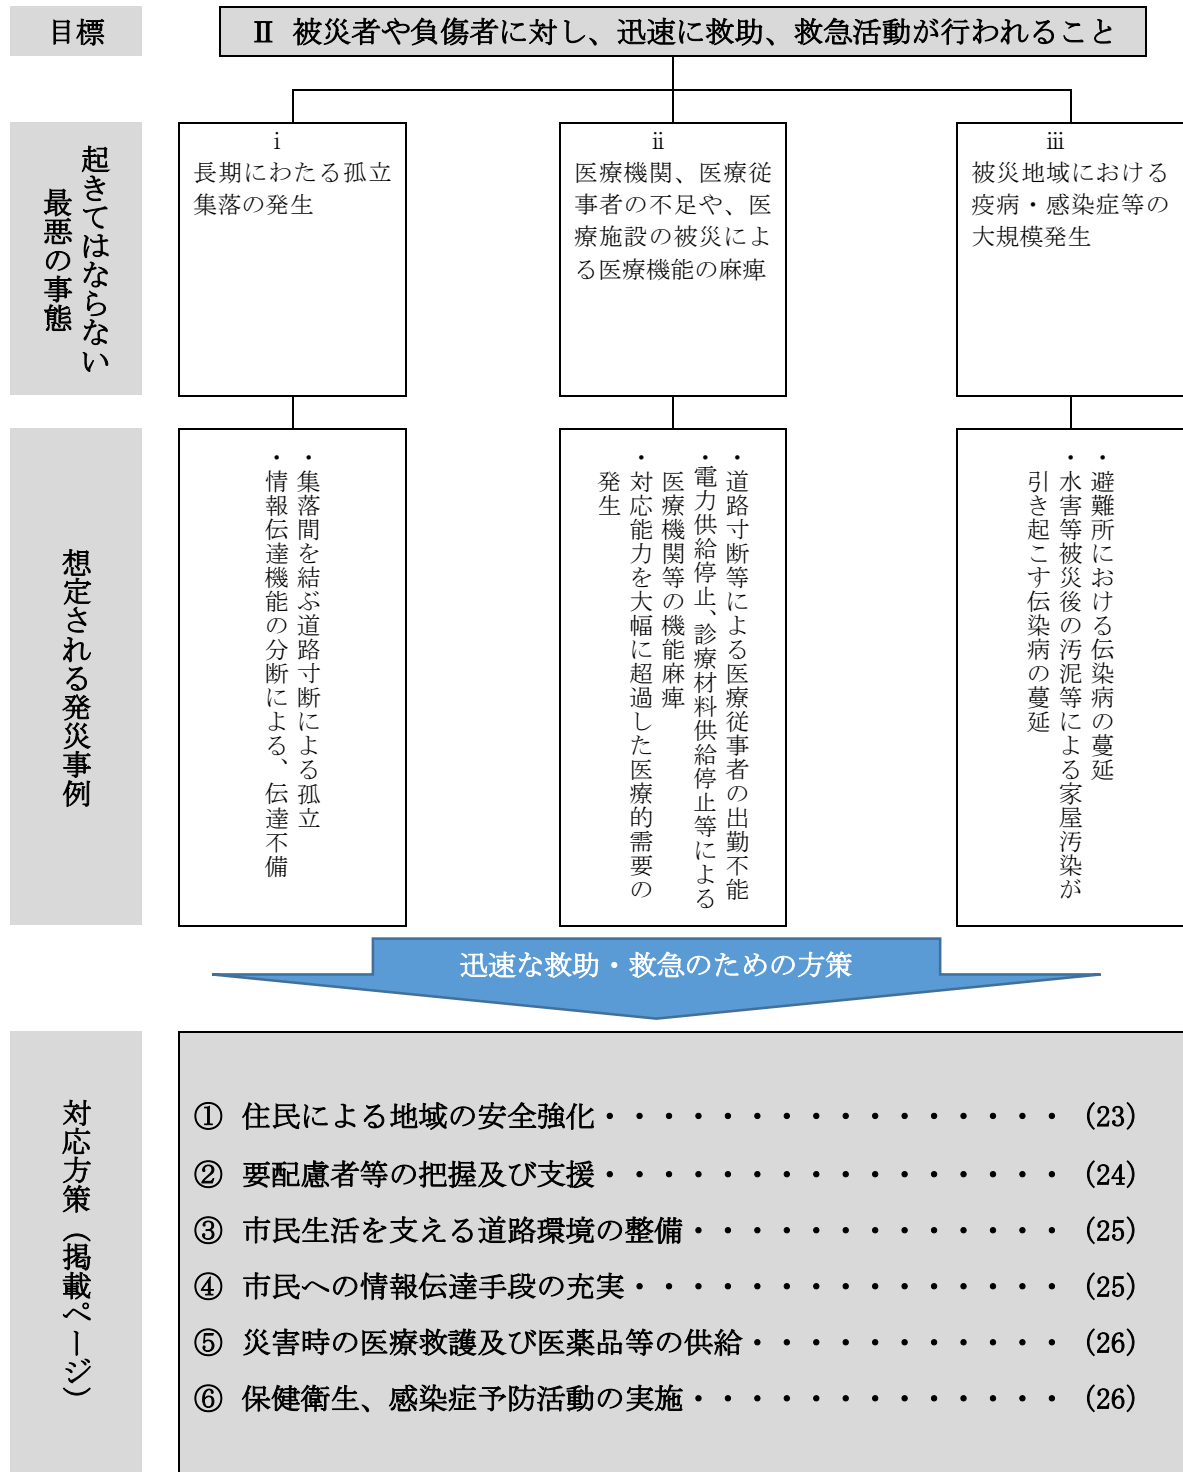 目標
Ⅱ 被災者や負傷者に対し、迅速に救助、救急活動が行われること
起きてはならない
最悪の事態
ⅰ
長期にわたる孤立
集落の発生
ⅱ
医療機関、医療従
事者の不足や、医
療施設の被災によ
る医療機能の麻痺
ⅲ
被災地域における
疫病・感染症等の
大規模発生
想定される発災事例
・集落間を結ぶ道路寸断による孤立
・情報伝達機能の分断による、伝達不備
・道路寸断等による医療従事者の出勤不能
・電力供給停止、診療材料供給停止等による
医療機関等の機能麻痺
・対応能力を大幅に超過した医療的需要の
発生
・避難所における伝染病の蔓延
・水害等被災後の汚泥等による家屋汚染が
引き起こす伝染病の蔓延
迅速な救助・救急のための方策
対応方策（掲載ページ）
① 住民による地域の安全強化・・・・・・・・・・・・・・・・ (23)
② 要配慮者等の把握及び支援・・・・・・・・・・・・・・・・ (24)
③ 市民生活を支える道路環境の整備・・・・・・・・・・・・・ (25)
④ 市民への情報伝達手段の充実・・・・・・・・・・・・・・・ (25)
⑤ 災害時の医療救護及び医薬品等の供給・・・・・・・・・・・ (26)
⑥ 保健衛生、感染症予防活動の実施・・・・・・・・・・・・・ (26)